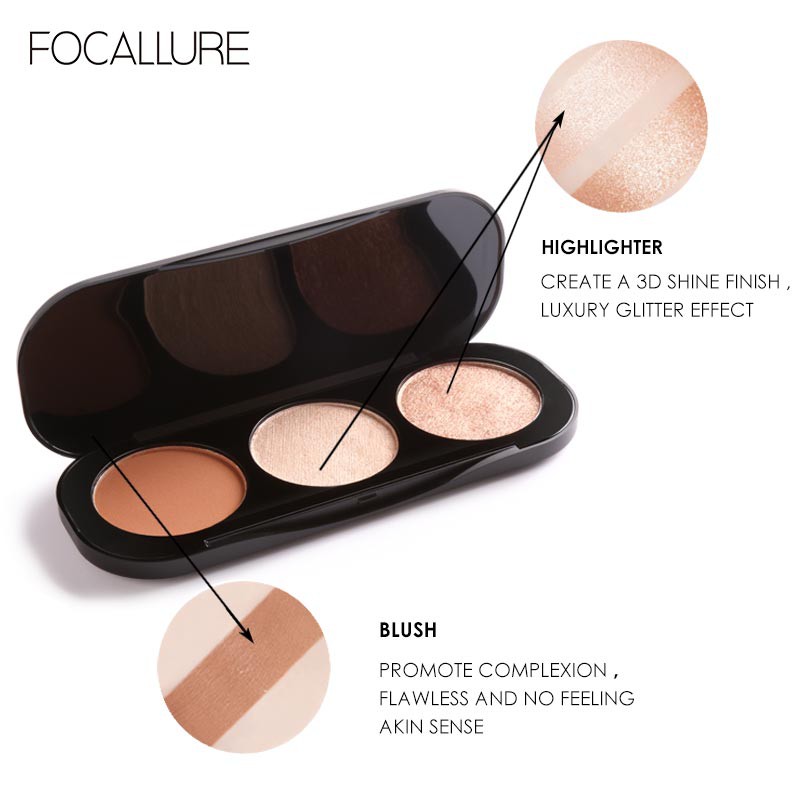 FOCALLURE
HIGHLIGHTER
CREATE A 3D SHINE FINISH ,
LUXURY GLITTER EFFECT
BLUSH
PROMOTE COMPLEXION ,
FLAWLESS AND NO FEELING
AKIN SENSE